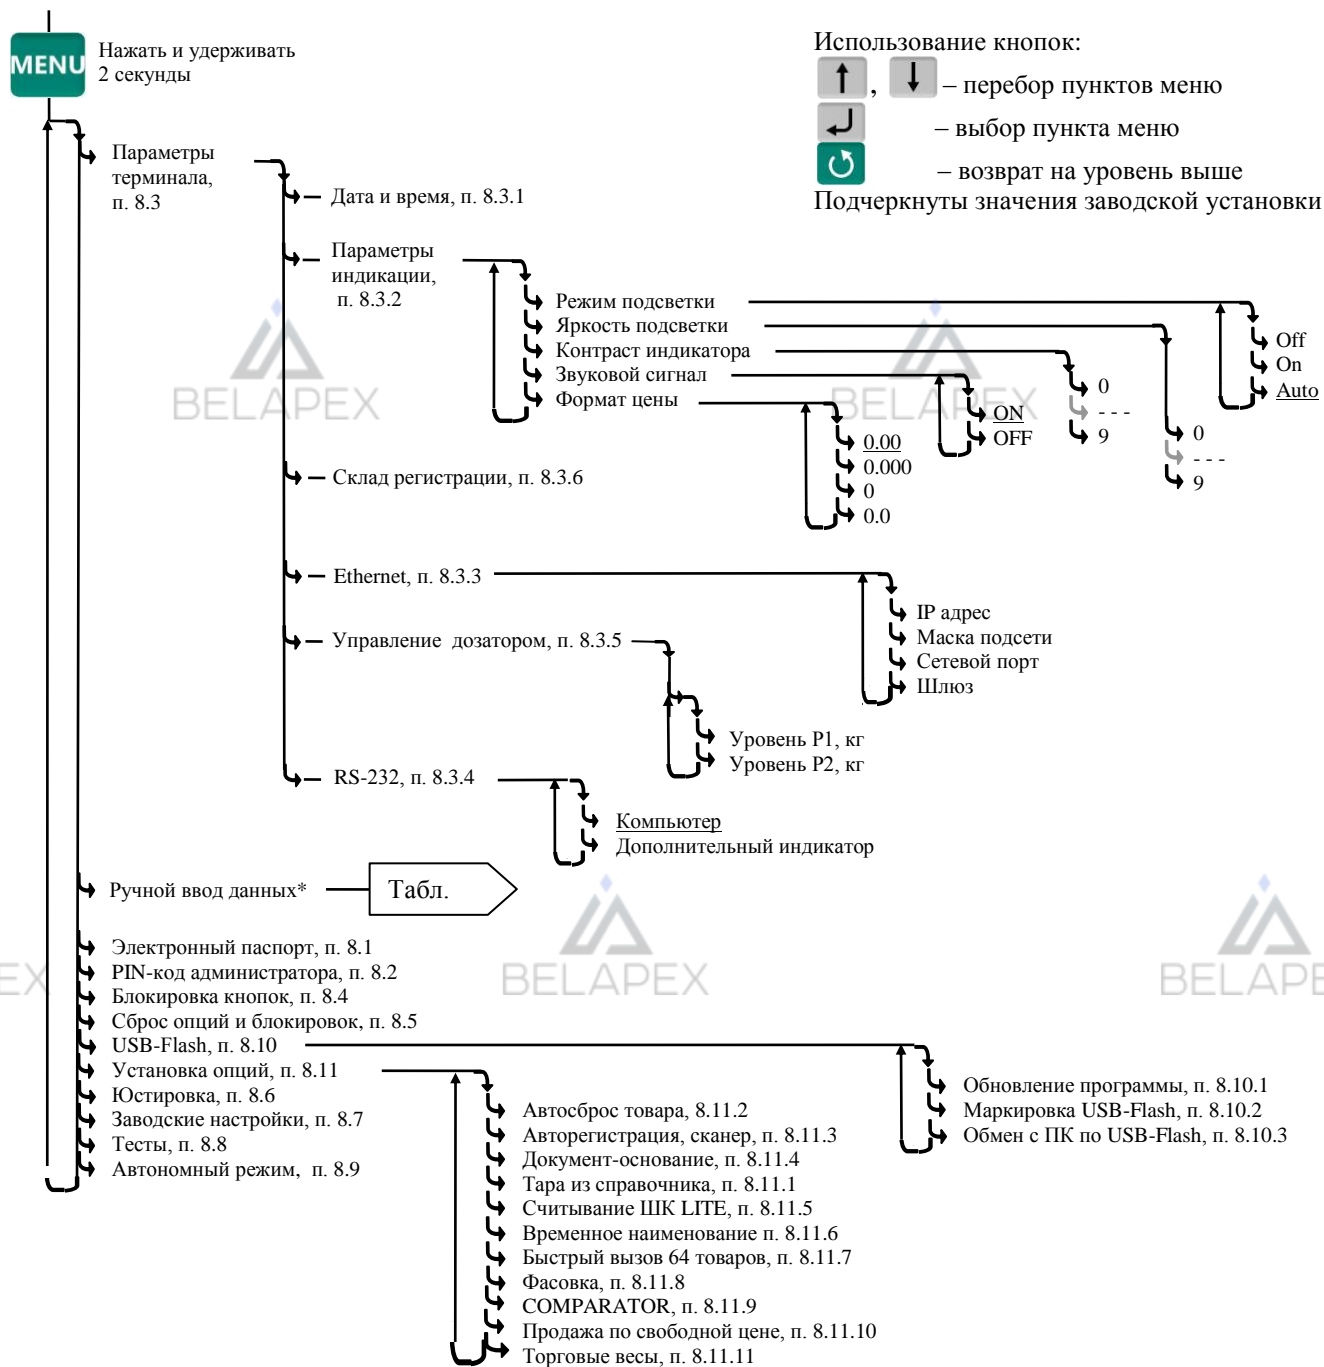 MENU
Нажать и удерживать
2 секунды
Использование кнопок:
, – перебор пунктов меню
– выбор пункта меню
– возврат на уровень выше
Подчеркнуты значения заводской установки
Параметры
терминала,
п. 8.3
Дата и время, п. 8.3.1
Параметры
индикации,
п. 8.3.2
Режим подсветки
Яркость подсветки
Контраст индикатора
Звуковой сигнал
Формат цены
Off
On
Auto
0
- - -
9
0
- - -
9
ON
OFF
0.00
0.000
0
0.0
BELAPEX
BELAPEX
Склад регистрации, п. 8.3.6
Ethernet, п. 8.3.3
IP адрес
Маска подсети
Сетевой порт
Шлюз
Управление дозатором, п. 8.3.5
Уровень Р1, кг
Уровень Р2, кг
RS-232, п. 8.3.4
Компьютер
Дополнительный индикатор
Ручной ввод данных*
Табл.
Электронный паспорт, п. 8.1
PIN-код администратора, п. 8.2
Блокировка кнопок, п. 8.4
Сброс опций и блокировок, п. 8.5
USB-Flash, п. 8.10
Установка опций, п. 8.11
Юстировка, п. 8.6
Заводские настройки, п. 8.7
Тесты, п. 8.8
Автономный режим, п. 8.9
EX
BELAPEX
BELAPE
Обновление программы, п. 8.10.1
Маркировка USB-Flash, п. 8.10.2
Обмен с ПК по USB-Flash, п. 8.10.3
Автосброс товара, 8.11.2
Авторегистрация, сканер, п. 8.11.3
Документ-основание, п. 8.11.4
Тара из справочника, п. 8.11.1
Считывание ШК LITE, п. 8.11.5
Временное наименование п. 8.11.6
Быстрый вызов 64 товаров, п. 8.11.7
Фасовка, п. 8.11.8
COMPARATOR, п. 8.11.9
Продажа по свободной цене, п. 8.11.10
Торговые весы, п. 8.11.11